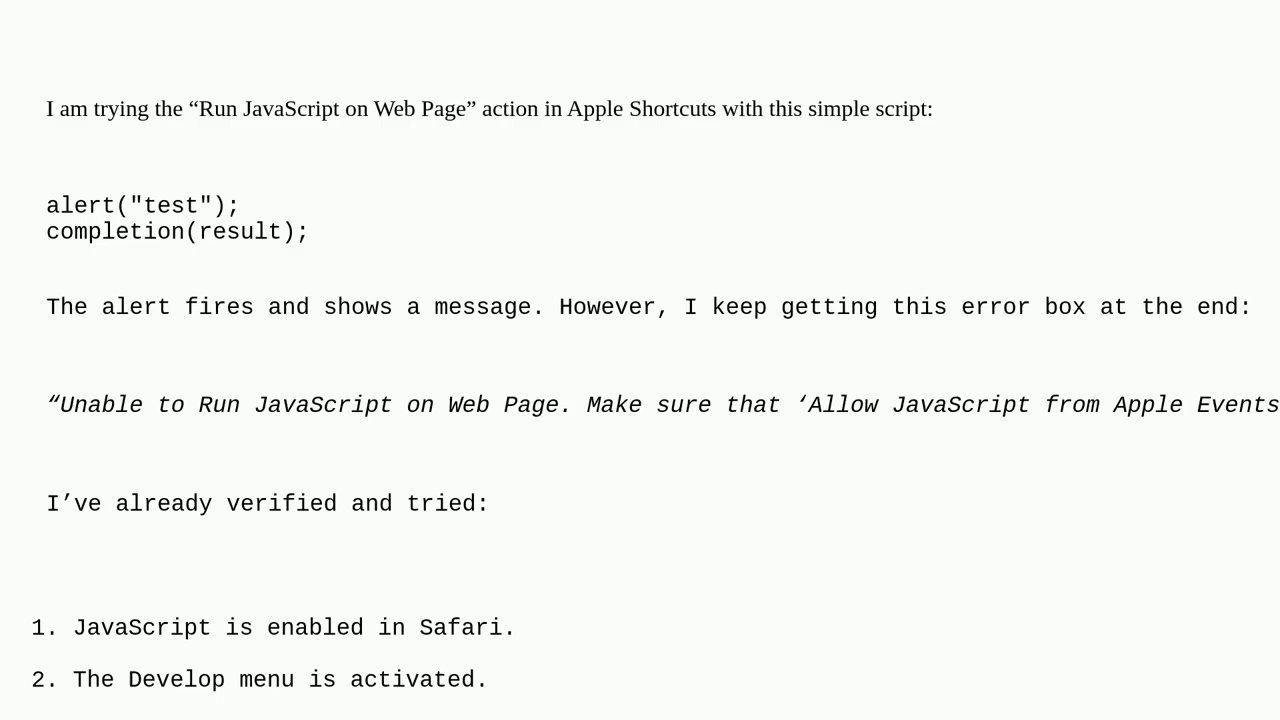 I am trying the “Run JavaScript on Web Page” action in Apple Shortcuts with this simple script:
alert("test");
completion(result);
The alert fires and shows a message. However, I keep getting this error box at the end:
“Unable to Run JavaScript on Web Page. Make sure that ‘Allow JavaScript from Apple Events
I’ve already verified and tried:
1. JavaScript is enabled in Safari.
2. The Develop menu is activated.